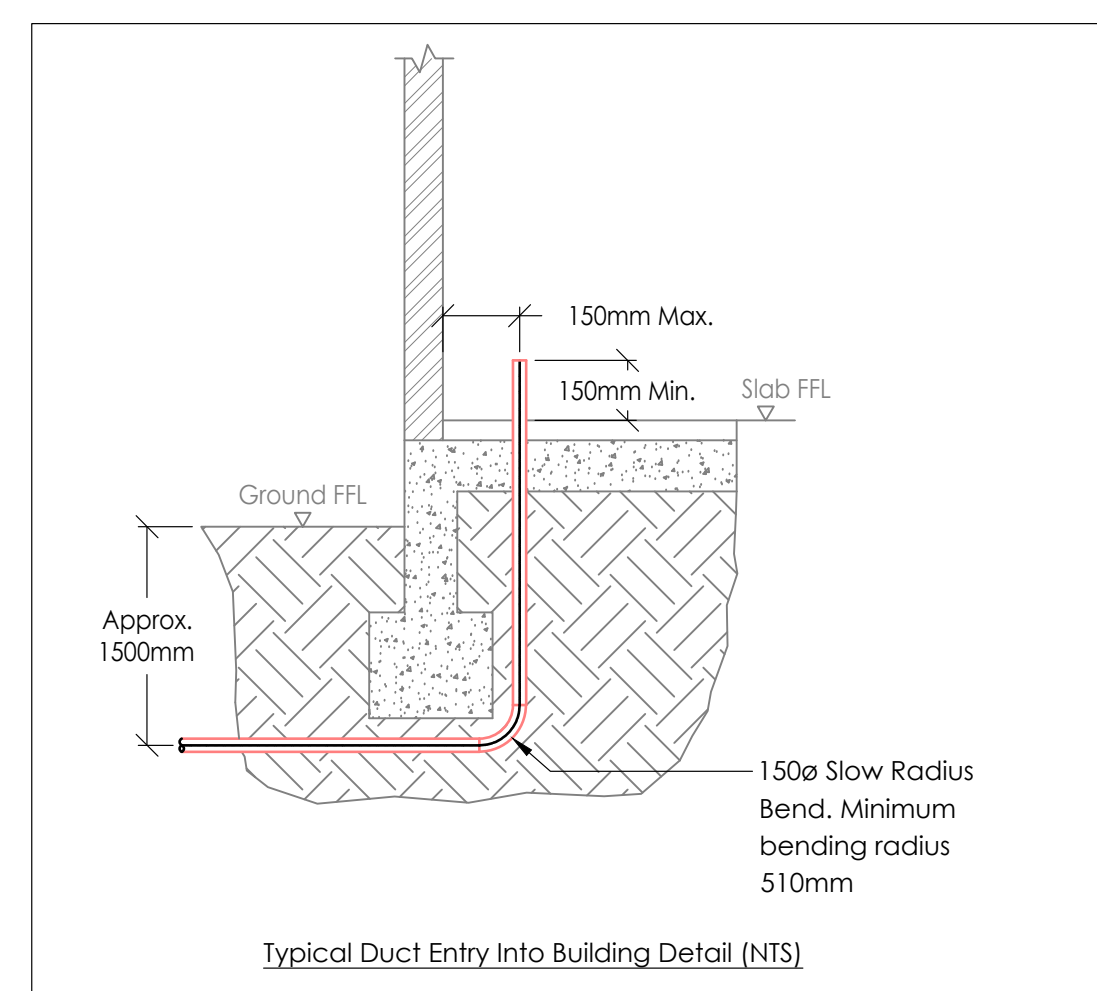 150mm Max.
150mm Min.
Slab FFL
Ground FFL
Approx.
1500mm
150ø Slow Radius
Bend. Minimum
bending radius
510mm
Typical Duct Entry Into Building Detail (NTS)